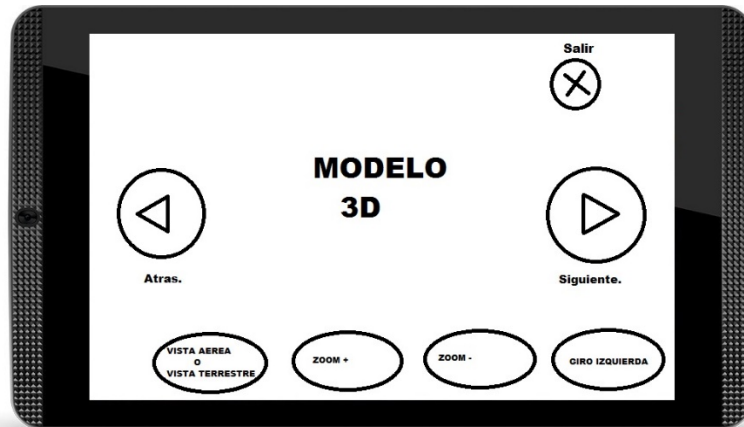 Salir
MODELO
3D
Atras.
Siguiente.
VISTA AEREA
O
VISTA TERRESTRE
ZOOM +
ZOOM -
GIRO IZQUIERDA